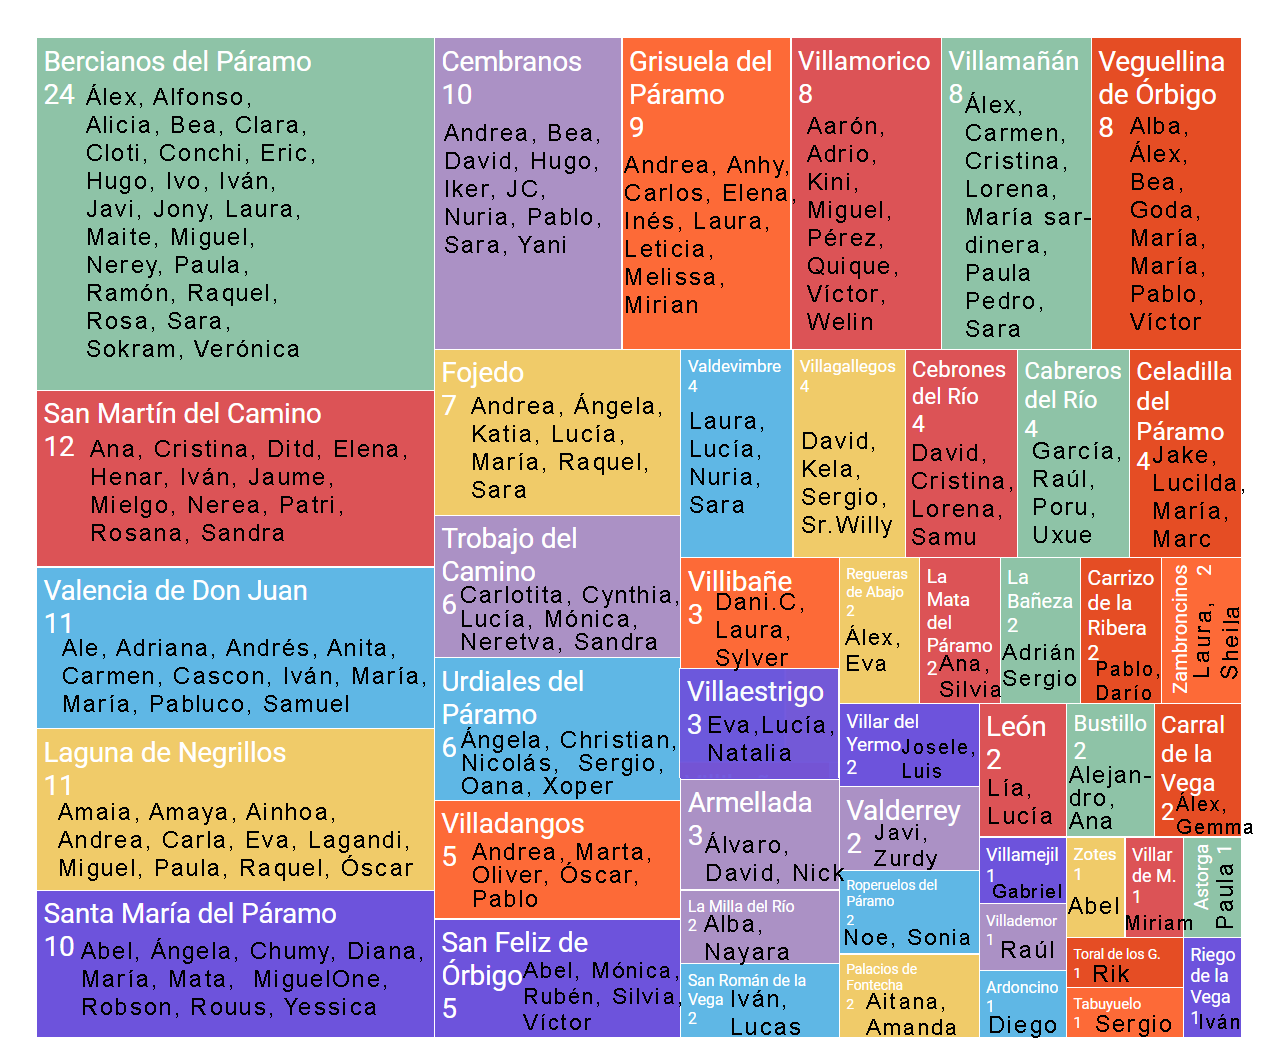 Bercianos del Páramo
24 Álex, Alfonso,
Alicia, Bea, Clara,
Cloti, Conchi, Eric,
Hugo, Ivo, Iván,
Javi, Jony, Laura,
Maite, Miguel,
Nerey, Paula,
Ramón, Raquel,
Rosa, Sara,
Sokram, Verónica
San Martín del Camino
12 Ana, Cristina, Ditd, Elena,
Henar, Iván, Jaume,
Mielgo, Nerea, Patri,
Rosana, Sandra
Valencia de Don Juan
11
Ale, Adriana, Andrés, Anita,
Carmen, Cascon, Iván, María,
María, Pabluco, Samuel
Laguna de Negrillos
11
Amaia, Amaya, Ainhoa,
Andrea, Carla, Eva, Lagandi,
Miguel, Paula, Raquel, Óscar
Santa María del Páramo
10 Abel, Ángela, Chumy, Diana,
María, Mata, MiguelOne,
Robson, Rouus, Yessica
Cembranos
10
Andrea, Bea,
David, Hugo,
Iker, JC,
Nuria, Pablo,
Sara, Yani
Grisuela del
Páramo
9
Andrea, Anhy,
Carlos, Elena,
Inés, Laura,
Leticia,
Melissa,
Mirian
Villamorico
8
Aarón,
Adrio,
Kini,
Miguel,
Pérez,
Quique,
Víctor,
Welin
Villamañán
8 Álex,
Carmen,
Cristina,
Lorena,
María sar-
dinera,
Paula
Pedro,
Sara
Veguellina
de Órbigo
8 Alba,
Álex,
Bea,
Goda,
María,
María,
Pablo,
Víctor
Fojedo
7 Andrea, Ángela,
Katia, Lucía,
María, Raquel,
Sara
Trobajo del
Camino
6 Carlotita, Cynthia,
Lucía, Mónica,
Neretva, Sandra
Urdiales del
Páramo
6 Ángela, Christian,
Nicolás, Sergio,
Oana, Xoper
Villadangos
5 Andrea, Marta,
Oliver, Óscar,
Pablo
San Feliz de
Órbigo Abel, Mónica,
5 Rubén, Silvia,
Víctor
Valdevimbre
4
Laura,
Lucía,
Nuria,
Sara
Villagallegos
4
David,
Kela,
Sergio,
Sr.Willy
Cebrones
del Río
4
David,
Cristina,
Lorena,
Samu
Cabreros
del Río
4
García,
Raúl,
Poru,
Uxue
Celadilla
del
Páramo
4 Jake,
Lucilda,
María,
Marc
Villibañe
3 Dani.C,
Laura,
Sylver
Villaestrigo
3 Eva,Lucía,
Natalia
Armellada
3 Álvaro,
David, Nick
La Milla del Río
2 Alba,
Nayara
San Román de la
Vega Iván,
2 Lucas
Regueras
de Abajo
2
Álex,
Eva
La
Mata
del
Páramo
2 Ana,
Silvia
La
Bañeza
2
Adrián
Sergio
Carrizo
de la
Ribera
2 Pablo,
Darío
Zambroncinos 2
Laura,
Sheila
Villar del
Yermo Josele,
2 Luis
Valderrey
2 Javi,
Zurdy
Roperuelos del
Páramo
2
Noe, Sonia
Palacios de
Fontecha
2 Aitana,
Amanda
León
2
Lía,
Lucía
Bustillo
2
Alejan-
dro,
Ana
Carral
de la
Vega
2 Álex,
Gemma
Villamejil
1
Gabriel
Villademor
1 Raúl
Ardoncino
1
Diego
Zotes
1
Abel
Villar
de M.
1
Miriam
Astorga 1
Paula
Toral de los G.
1 Rik
Tabuyuelo
1 Sergio
Riego
de la
Vega
1 Iván